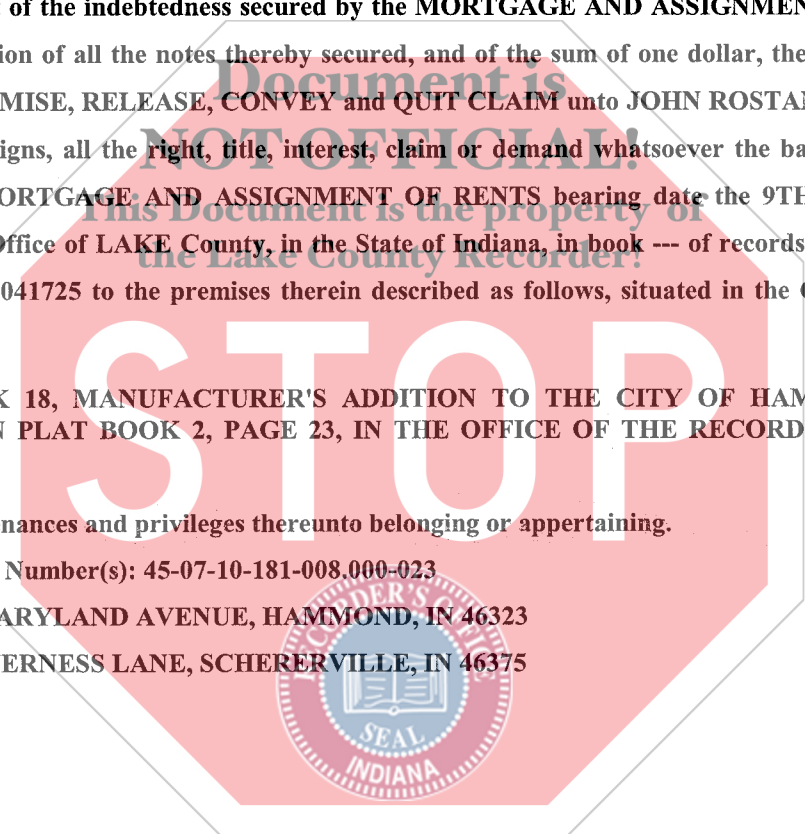 of the indebtedness secured by the MORTGAGE AND ASSIGNMEN
ion of all the notes thereby secured, and of the sum of one dollar, the
Document is
MISE, RELEASE, CONVEY and QUIT CLAIM unto JOHN ROSTA
NOT OFFICIAL!
igns, all the right, title, interest, claim or demand whatsoever the ba
ORTGAGE AND ASSIGNMENT OF RENTS bearing date the 9TH
This Document is the property of
Office of LAKE County, in the State of Indiana, in book --- of records
the Lake County Recorder!
041725 to the premises therein described as follows, situated in the
STOP
K 18, MANUFACTURER'S ADDITION TO THE CITY OF HAM
N PLAT BOOK 2, PAGE 23, IN THE OFFICE OF THE RECORD
nances and privileges thereunto belonging or appertaining.
Number(s): 45-07-10-181-008.000-023
ARYLAND AVENUE, HAMMOND, IN 46323
ERNESS LANE, SCHERERVILLE, IN 46375
RECORDER'S OFFICE
SEAL
INDIANA